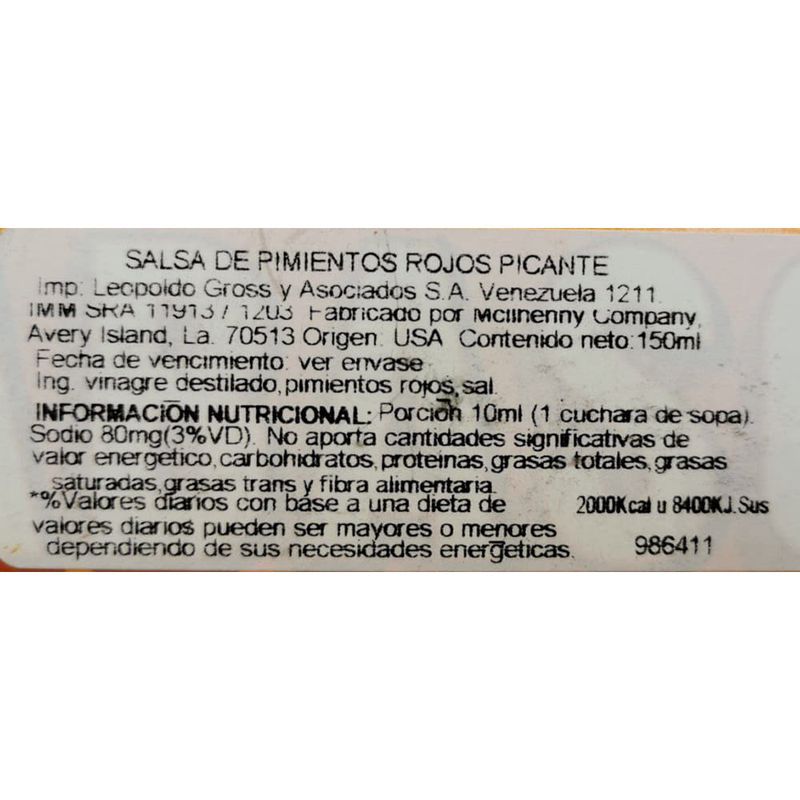 SALSA DE PIMIENTOS ROJOS PICANTE
Imp: Leopoldo Gross y Asociados S.A. Venezuela 1211.
IMM SRA 11913 / 1203 Fabricado por McIlhenny Company,
Avery Island, La. 70513 Origen: USA Contenido neto:150ml
Fecha de vencimiento: ver envase
Ing. vinagre destilado, pimientos rojos, sal.
INFORMACIÓN NUTRICIONAL: Porción 10ml (1 cuchara de sopa).
Sodio 80mg(3%VD). No aporta cantidades significativas de
valor energético, carbohidratos, proteínas, grasas totales, grasas
saturadas, grasas trans y fibra alimentaria.
*%Valores diarios con base a una dieta de 2000Kcal u 8400KJ. Sus
valores diarios pueden ser mayores o menores
dependiendo de sus necesidades energéticas. 986411